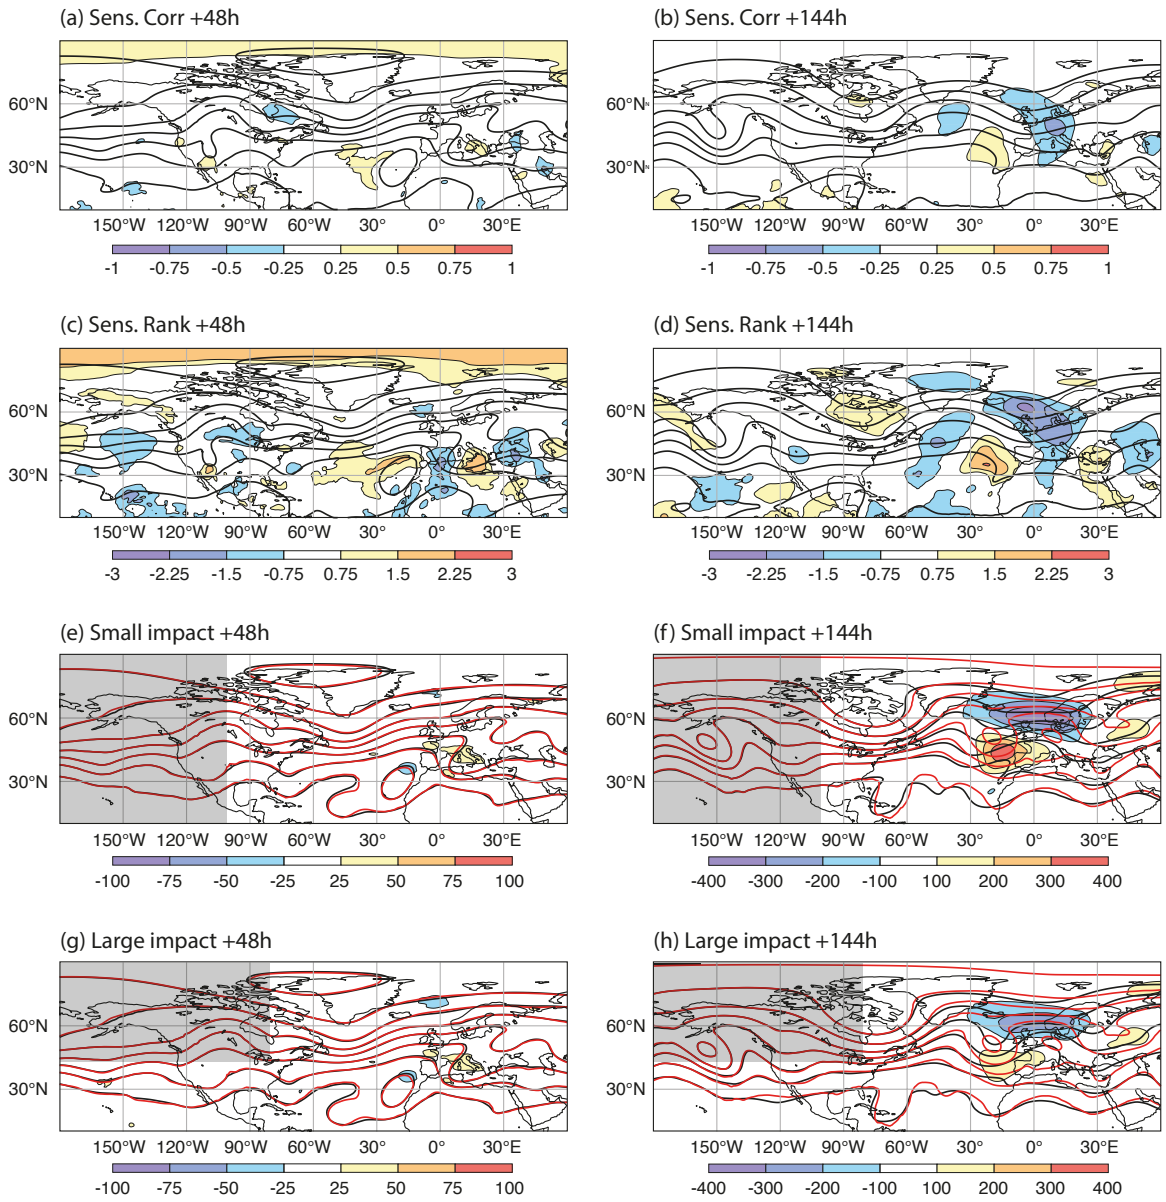 (a) Sens. Corr +48h
(b) Sens. Corr +144h
60°N
30°N
60°N
30°N
N
N
150°W 120°W 90°W 60°W 30° 0° 30°E
150°W 120°W 90°W 60°W 30° 0° 30°E
-1 -0.75 -0.5 -0.25 0.25 0.5 0.75 1
-1 -0.75 -0.5 -0.25 0.25 0.5 0.75 1
(c) Sens. Rank +48h
(d) Sens. Rank +144h
60°N
30°N
60°N
30°N
150°W 120°W 90°W 60°W 30° 0° 30°E
150°W 120°W 90°W 60°W 30° 0° 30°E
-3 -2.25 -1.5 -0.75 0.75 1.5 2.25 3
-3 -2.25 -1.5 -0.75 0.75 1.5 2.25 3
(e) Small impact +48h
(f) Small impact +144h
60°N
30°N
60°N
30°N
150°W 120°W 90°W 60°W 30° 0° 30°E
150°W 120°W 90°W 60°W 30° 0° 30°E
-100 -75 -50 -25 25 50 75 100
-400 -300 -200 -100 100 200 300 400
(g) Large impact +48h
(h) Large impact +144h
60°N
30°N
60°N
30°N
150°W 120°W 90°W 60°W 30° 0° 30°E
150°W 120°W 90°W 60°W 30° 0° 30°E
-100 -75 -50 -25 25 50 75 100
-400 -300 -200 -100 100 200 300 400